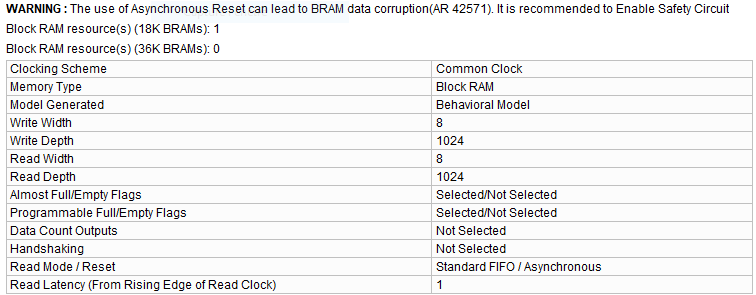 WARNING : The use of Asynchronous Reset can lead to BRAM data corruption(AR 42571). It is recommended to Enable Safety Circuit
Block RAM resource(s) (18K BRAMs): 1
Block RAM resource(s) (36K BRAMs): 0
Clocking Scheme Common Clock
Memory Type Block RAM
Model Generated Behavioral Model
Write Width 8
Write Depth 1024
Read Width 8
Read Depth 1024
Almost Full/Empty Flags Selected/Not Selected
Programmable Full/Empty Flags Selected/Not Selected
Data Count Outputs Not Selected
Handshaking Not Selected
Read Mode / Reset Standard FIFO / Asynchronous
Read Latency (From Rising Edge of Read Clock) 1